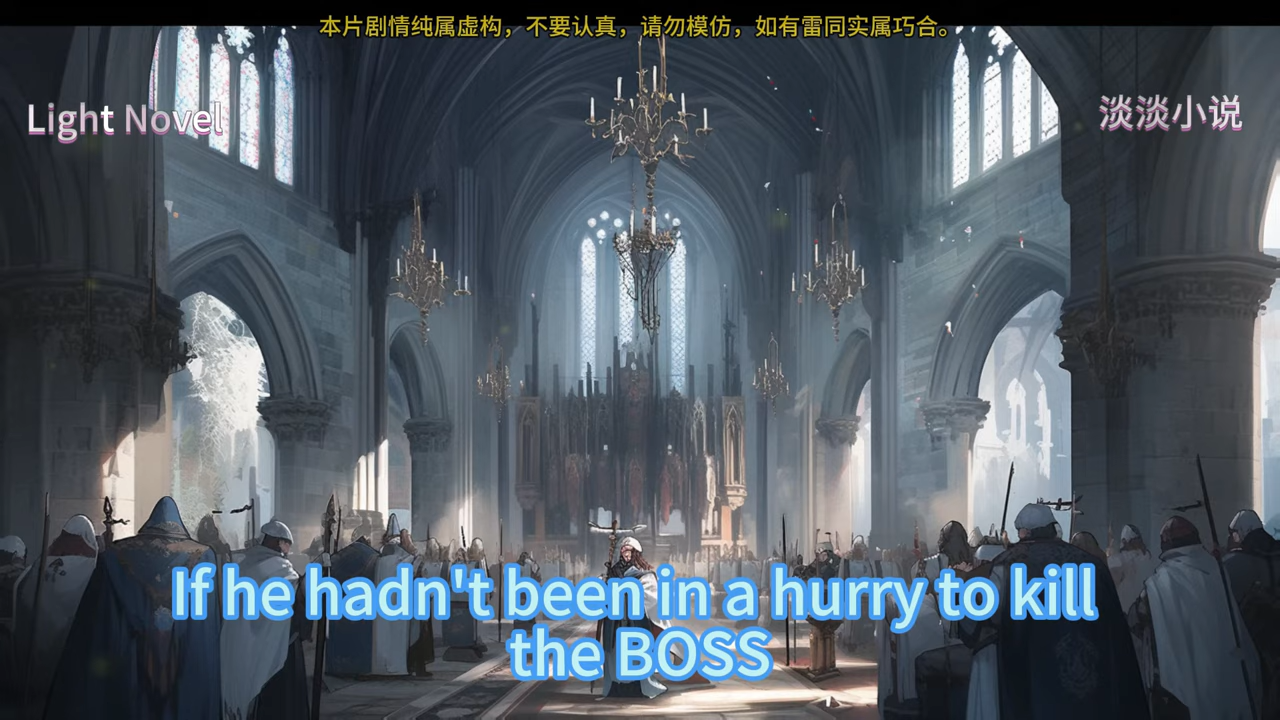 本片剧情纯属虚构，不要认真，请勿模仿，如有雷同实属巧合。
Light Novel
淡淡小说
If he hadn't been in a hurry to kill
the BOSS